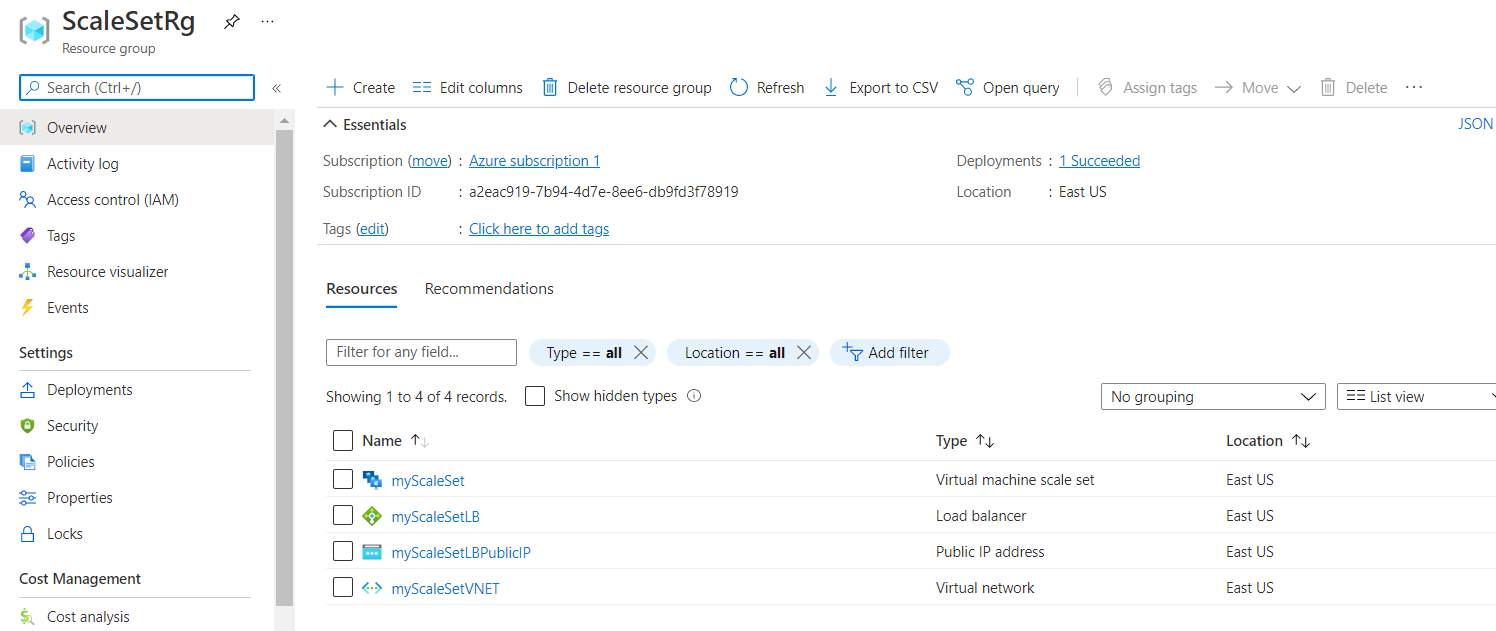 ScaleSetRg
Resource group
Search (Ctrl+/)
Overview
Activity log
Access control (IAM)
Tags
Resource visualizer
Events
Settings
Deployments
Security
Policies
Properties
Locks
Cost Management
Cost analysis
Create Edit columns Delete resource group Refresh Export to CSV Open query Assign tags Move Delete
Essentials JSON
Subscription (move) : Azure subscription 1 Deployments : 1 Succeeded
Subscription ID : a2eac919-7b94-4d7e-8ee6-db9fd3f78919 Location : East US
Tags (edit) : Click here to add tags
Resources Recommendations
Filter for any field... Type == all Location == all Add filter
Showing 1 to 4 of 4 records. Show hidden types No grouping List view
Name Type Location
myScaleSet Virtual machine scale set East US
myScaleSetLB Load balancer East US
myScaleSetLBPublicIP Public IP address East US
myScaleSetVNET Virtual network East US